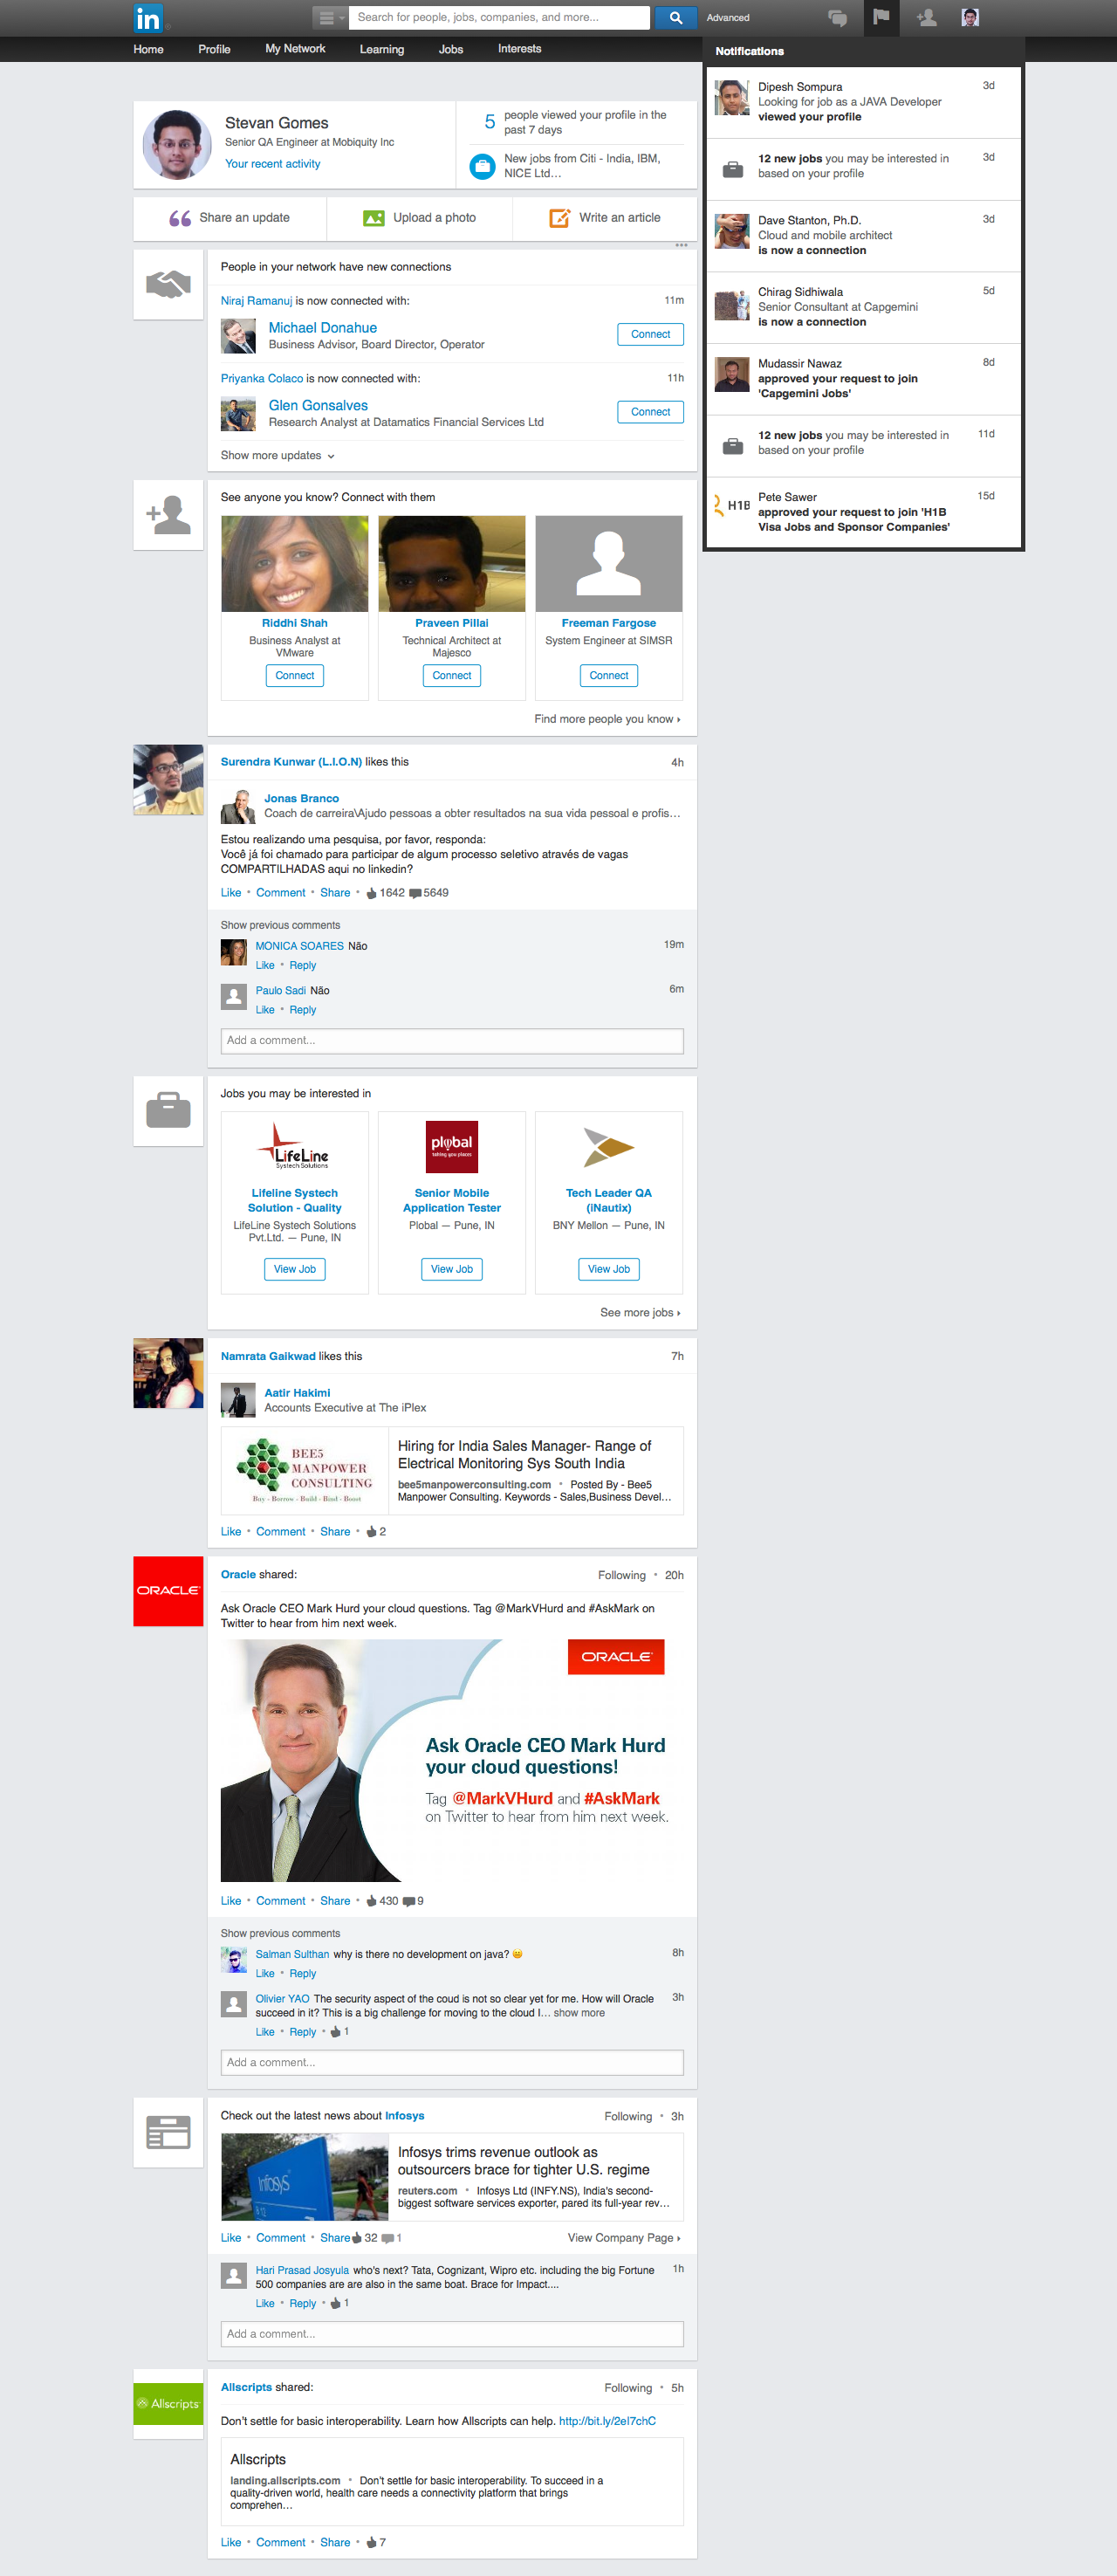 in
Search for people, jobs, companies, and more...
Advanced
Home
Profile
My Network
Learning
Jobs
Interests
Notifications
Dipesh Sompura
3d
Looking for job as a JAVA Developer
viewed your profile
12 new jobs you may be interested in
3d
based on your profile
Dave Stanton, Ph.D.
3d
Cloud and mobile architect
is now a connection
Chirag Sidhiwala
5d
Senior Consultant at Capgemini
is now a connection
Mudassir Nawaz
8d
approved your request to join
'Capgemini Jobs'
12 new jobs you may be interested in
11d
based on your profile
H1B
Pete Sawer
15d
approved your request to join 'H1B
Visa Jobs and Sponsor Companies'
Stevan Gomes
Senior QA Engineer at Mobiquity Inc
Your recent activity
5 people viewed your profile in the
past 7 days
New jobs from Citi - India, IBM,
NICE Ltd…
Share an update
Upload a photo
Write an article
People in your network have new connections
Niraj Ramanuj is now connected with:
11m
Michael Donahue
Business Advisor, Board Director, Operator
Connect
Priyanka Colaco is now connected with:
11h
Glen Gonsalves
Research Analyst at Datamatics Financial Services Ltd
Connect
Show more updates
See anyone you know? Connect with them
Riddhi Shah
Business Analyst at
VMware
Connect
Praveen Pillai
Technical Architect at
Majesco
Connect
Freeman Fargose
System Engineer at SIMSR
Connect
Find more people you know
Surendra Kunwar (L.I.O.N) likes this
4h
Jonas Branco
Coach de carreira\Ajudo pessoas a obter resultados na sua vida pessoal e profis…
Estou realizando uma pesquisa, por favor, responda:
Você já foi chamado para participar de algum processo seletivo através de vagas
COMPARTILHADAS aqui no linkedin?
Like • Comment • Share • 1642 5649
Show previous comments
MONICA SOARES Não
19m
Like • Reply
Paulo Sadi Não
6m
Like • Reply
Add a comment...
Jobs you may be interested in
LifeLine
Systech Solutions
Lifeline Systech
Solution - Quality
LifeLine Systech Solutions
Pvt.Ltd. — Pune, IN
View Job
plobal
taking you places
Senior Mobile
Application Tester
Plobal — Pune, IN
View Job
Tech Leader QA
(iNautix)
BNY Mellon — Pune, IN
View Job
See more jobs
Namrata Gaikwad likes this
7h
Aatir Hakimi
Accounts Executive at The iPlex
BEE5
MANPOWER
CONSULTING
Buy - Borrow - Build - Bind - Boost
Hiring for India Sales Manager- Range of
Electrical Monitoring Sys South India
bee5manpowerconsulting.com • Posted By - Bee5
Manpower Consulting. Keywords - Sales,Business Devel…
Like • Comment • Share • 2
ORACLE
Oracle shared:
Following • 20h
Ask Oracle CEO Mark Hurd your cloud questions. Tag @MarkVHurd and #AskMark on
Twitter to hear from him next week.
ORACLE
Ask Oracle CEO Mark Hurd
your cloud questions!
Tag @MarkVHurd and #AskMark
on Twitter to hear from him next week.
Like • Comment • Share • 430 9
Show previous comments
Salman Sulthan why is there no development on java?
8h
Like • Reply
Olivier YAO The security aspect of the coud is not so clear yet for me. How will Oracle
3h
succeed in it? This is a big challenge for moving to the cloud I… show more
Like • Reply • 1
Add a comment...
Check out the latest news about Infosys
Following • 3h
Infosys
Infosys trims revenue outlook as
outsourcers brace for tighter U.S. regime
reuters.com • Infosys Ltd (INFY.NS), India's second-
biggest software services exporter, pared its full-year rev…
Like • Comment • Share 32 1
View Company Page
Hari Prasad Josyula who's next? Tata, Cognizant, Wipro etc. including the big Fortune
1h
500 companies are are also in the same boat. Brace for Impact....
Like • Reply • 1
Add a comment...
Allscripts
Allscripts shared:
Following • 5h
Don't settle for basic interoperability. Learn how Allscripts can help. http://bit.ly/2eI7chC
Allscripts
landing.allscripts.com • Don't settle for basic interoperability. To succeed in a
quality-driven world, health care needs a connectivity platform that brings
comprehen…
Like • Comment • Share • 7